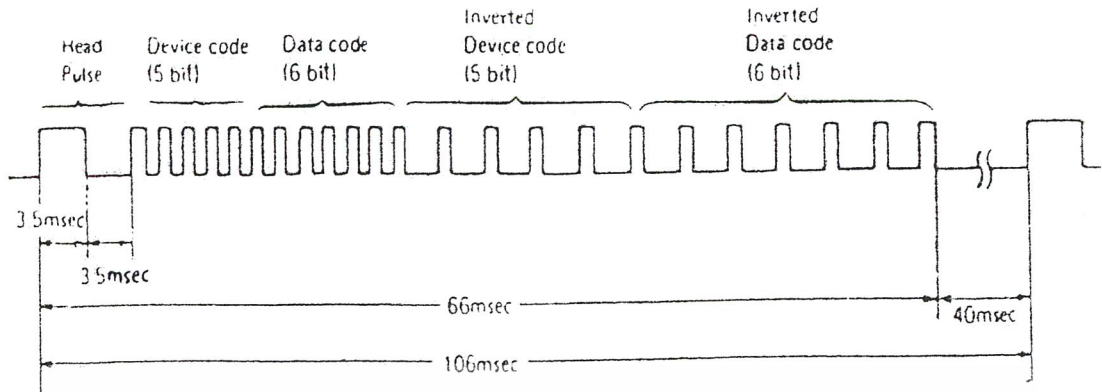 Head
Pulse
Device code
(5 bit)
Data code
(6 bit)
Inverted
Device code
(5 bit)
Inverted
Data code
(6 bit)
3.5msec
3.5msec
66msec
40msec
106msec